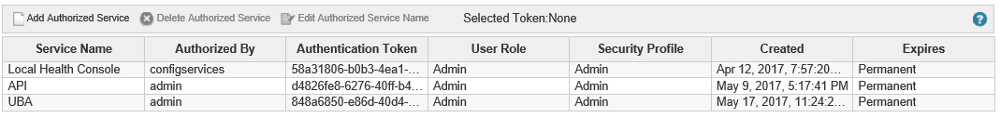 Add Authorized Service Delete Authorized Service Edit Authorized Service Name Selected Token:None
Service Name Authorized By Authentication Token User Role Security Profile Created Expires
Local Health Console configservices 58a31806-b0b3-4ea1-... Admin Admin Apr 12, 2017, 7:57:20... Permanent
API admin d4826fe8-6276-40ff-b4... Admin Admin May 9, 2017, 5:17:41 PM Permanent
UBA admin 848a6850-e86d-40d4-... Admin Admin May 17, 2017, 11:24:2... Permanent